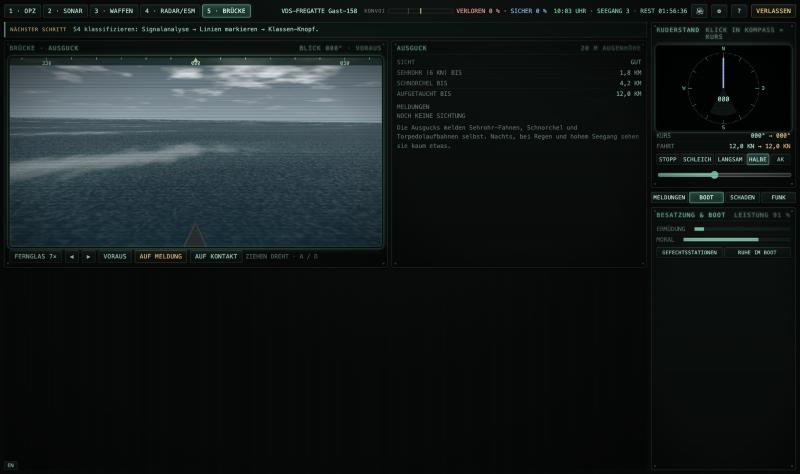 1 · OPZ
2 · SONAR
3 · WAFFEN
4 · RADAR/ESM
5 · BRÜCKE
VDS-FREGATTE Gast-158
KONVOI
VERLOREN 0 % · SICHER 0 % · 10:03 UHR · SEEGANG 3 · REST 01:56:36
?
VERLASSEN
NÄCHSTER SCHRITT S4 klassifizieren: Signalanalyse → Linien markieren → Klassen-Knopf.
BRÜCKE · AUSGUCK
BLICK 000° · VORAUS
330
000
030
FERNGLAS 7×
◄
►
VORAUS
AUF MELDUNG
AUF KONTAKT
ZIEHEN DREHT · A / D
AUSGUCK
20 M AUGENHÖHE
SICHT GUT
SEHROHR (6 KN) BIS 1,8 KM
SCHNORCHEL BIS 4,2 KM
AUFGETAUCHT BIS 12,0 KM
MELDUNGEN
NOCH KEINE SICHTUNG
Die Ausgucks melden Sehrohr-Fahnen, Schnorchel und
Torpedolaufbahnen selbst. Nachts, bei Regen und hohem Seegang sehen
sie kaum etwas.
RUDERSTAND
KLICK IN KOMPASS =
KURS
N
W
O
S
000
KURS 000° → 000°
FAHRT 12,0 KN → 12,0 KN
STOPP
SCHLEICH
LANGSAM
HALBE
AK
MELDUNGEN
BOOT
SCHADEN
FUNK
BESATZUNG & BOOT
LEISTUNG 91 %
ERMÜDUNG
MORAL
GEFECHTSSTATIONEN
RUHE IM BOOT
EN